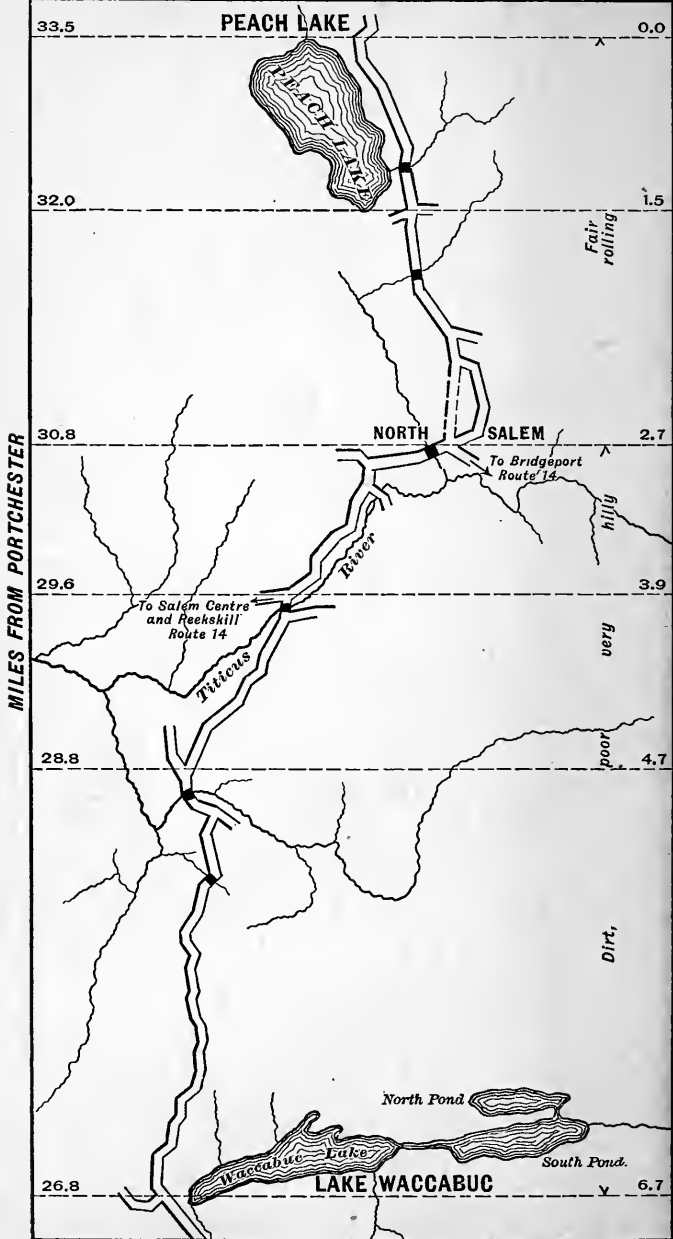 PEACH LAKE
33.5
0.0
PEACH LAKE
32.0
1.5
Fair
rolling
NORTH SALEM
30.8
2.7
To Bridgeport
Route 14
hilly
River
29.6
3.9
To Salem Centre
and Peekskill
Route 14
very
Titicus
MILES FROM PORTCHESTER
28.8
4.7
poor
Dirt,
North Pond
Waccabuc Lake
South Pond.
LAKE WACCABUC
26.8
6.7